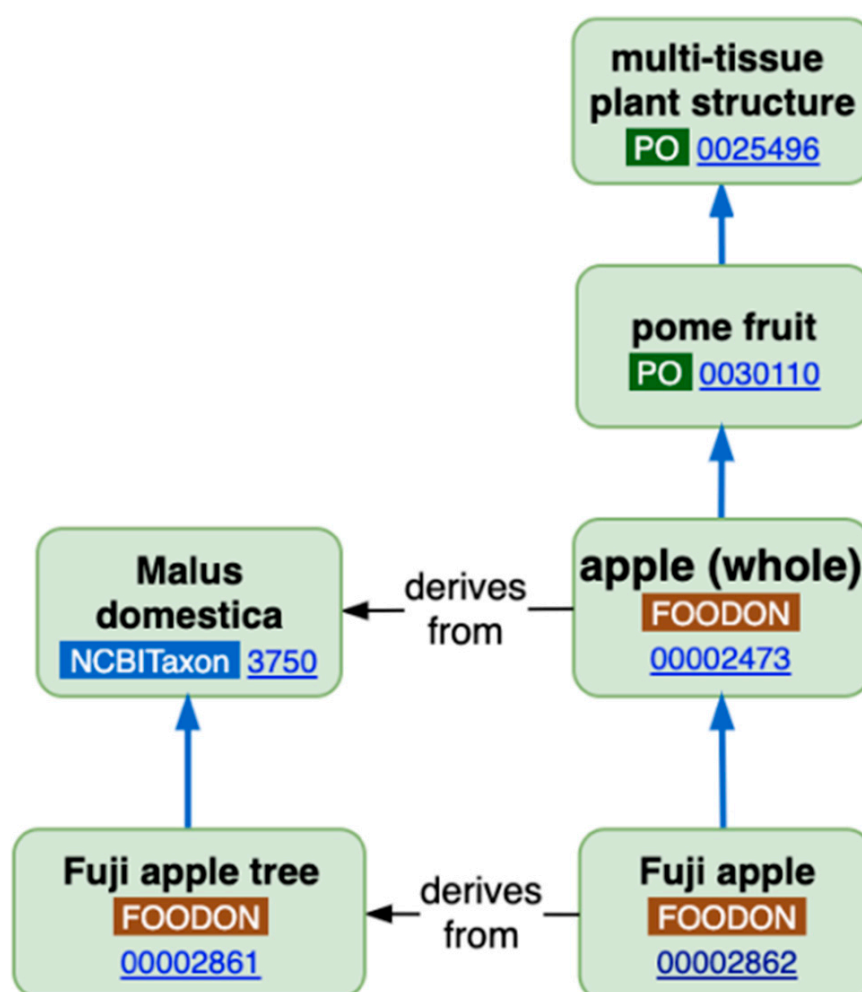 multi-tissue
plant structure
PO 0025496
pome fruit
PO 0030110
Malus
domestica
NCBITaxon 3750
derives
from
apple (whole)
FOODON
00002473
Fuji apple tree
FOODON
00002861
derives
from
Fuji apple
FOODON
00002862